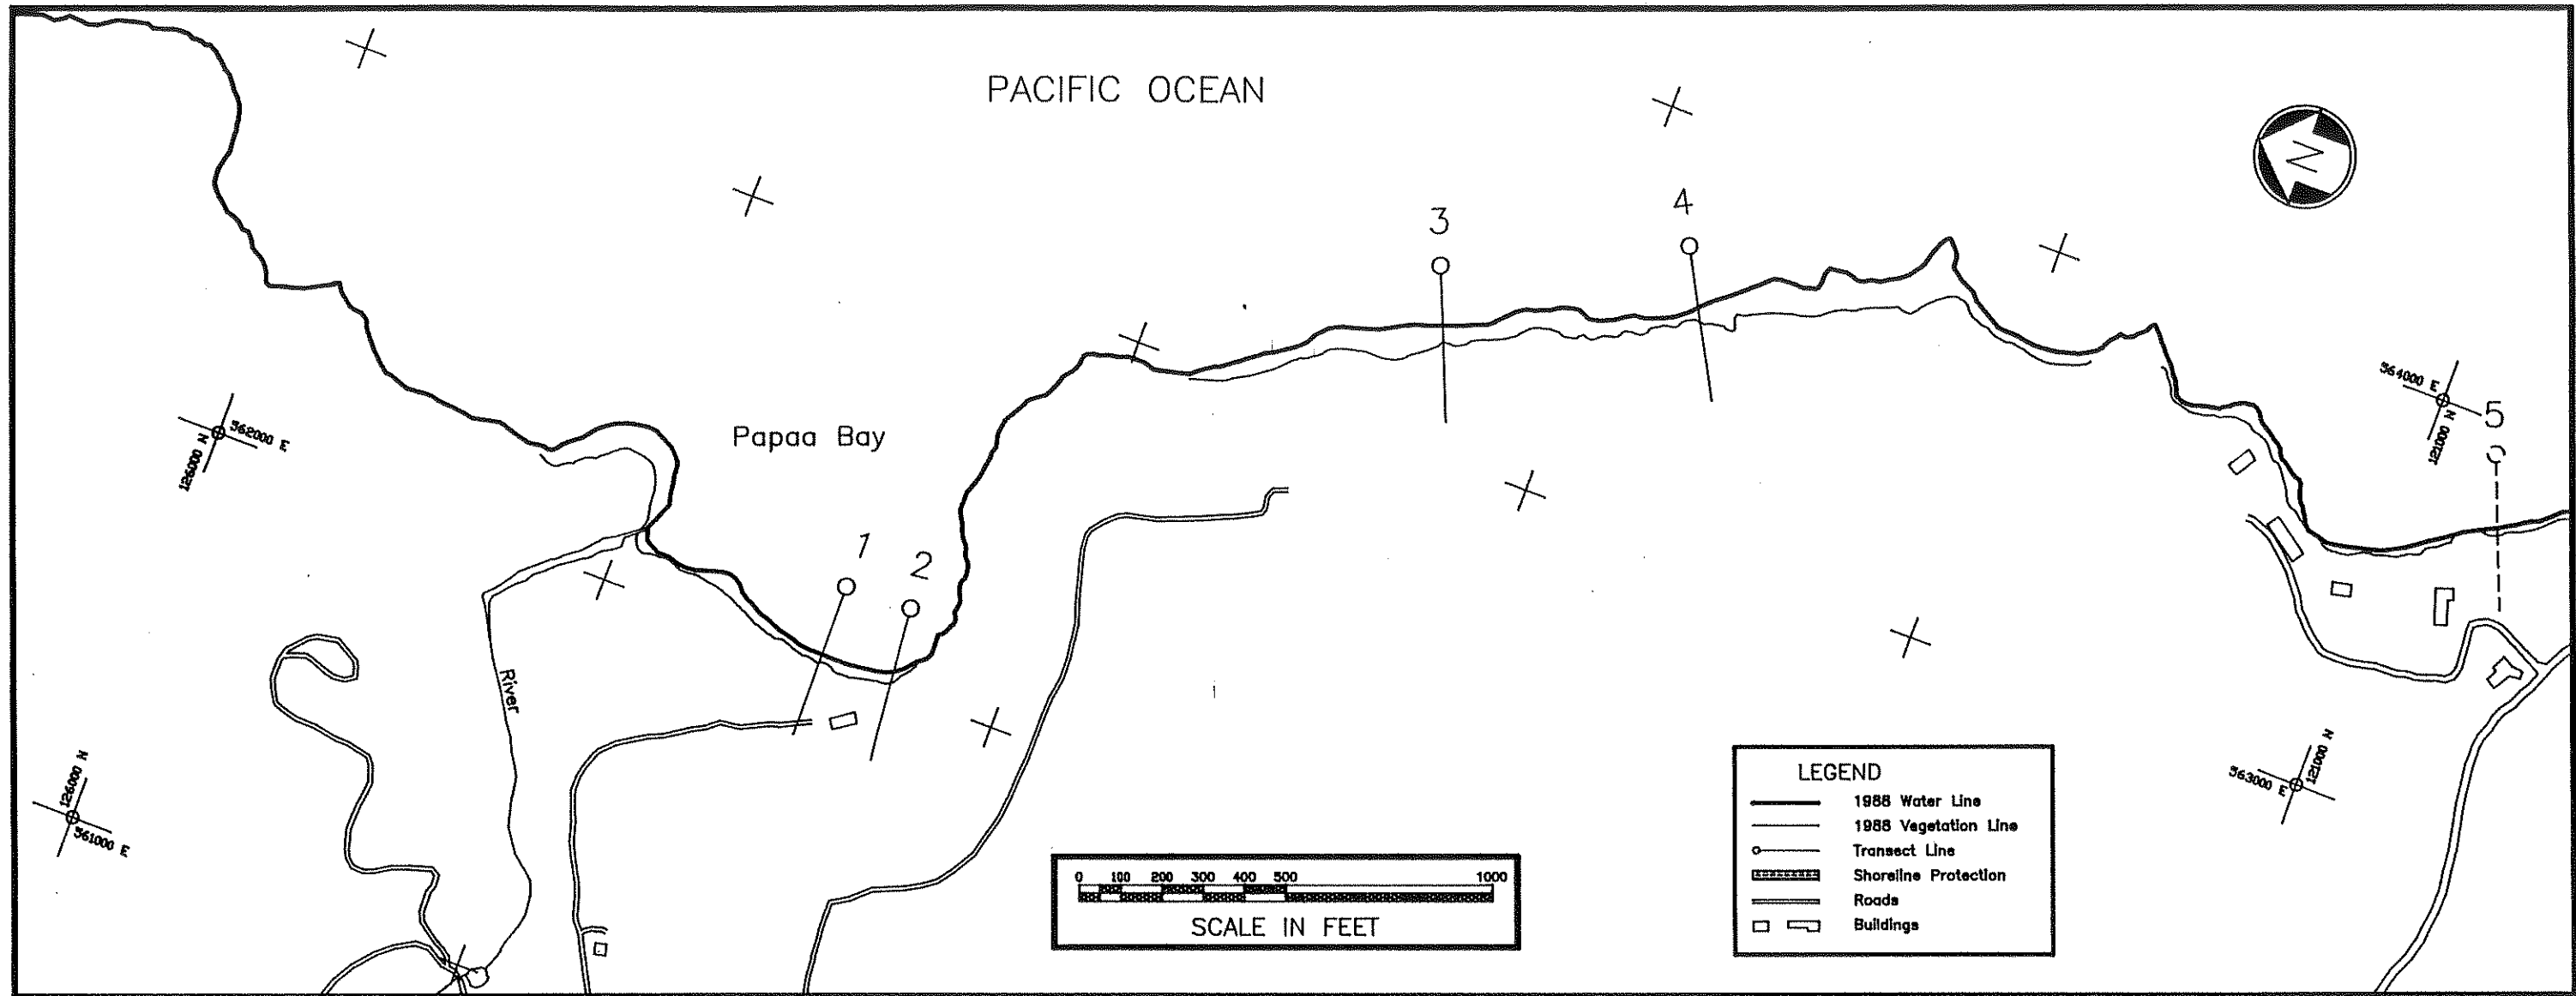 PACIFIC OCEAN
N
3
4
564000 E
121000 N
5
562000 E
126000 N
Papaa Bay
1
2
River
126000 N
561000 E
563000 E
121000 N
0 100 200 300 400 500 1000
SCALE IN FEET
LEGEND
1988 Water Line
1988 Vegetation Line
Transect Line
Shoreline Protection
Roads
Buildings